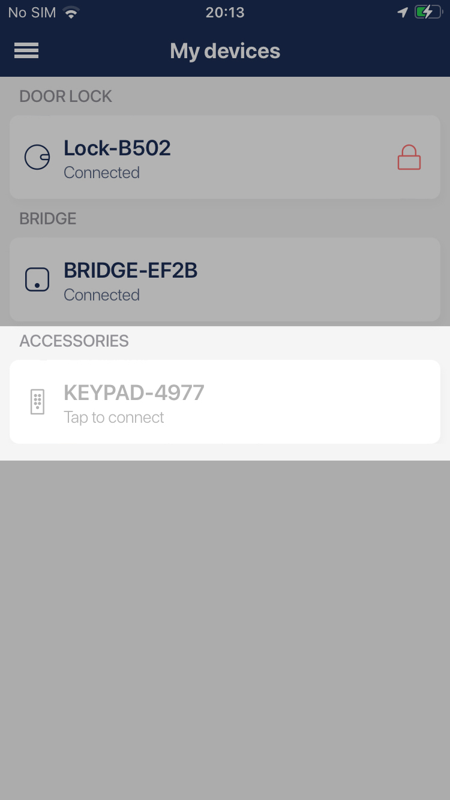 No SIM 20:13
My devices
DOOR LOCK
Lock-B502
Connected
BRIDGE
BRIDGE-EF2B
Connected
ACCESSORIES
KEYPAD-4977
Tap to connect